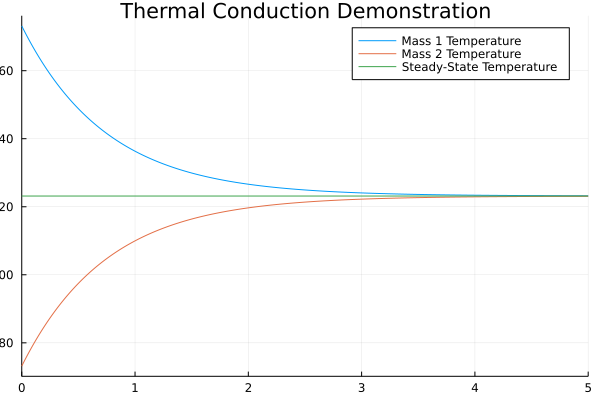 Thermal Conduction Demonstration
Mass 1 Temperature
Mass 2 Temperature
Steady-State Temperature
60
40
20
00
80
0 1 2 3 4 5